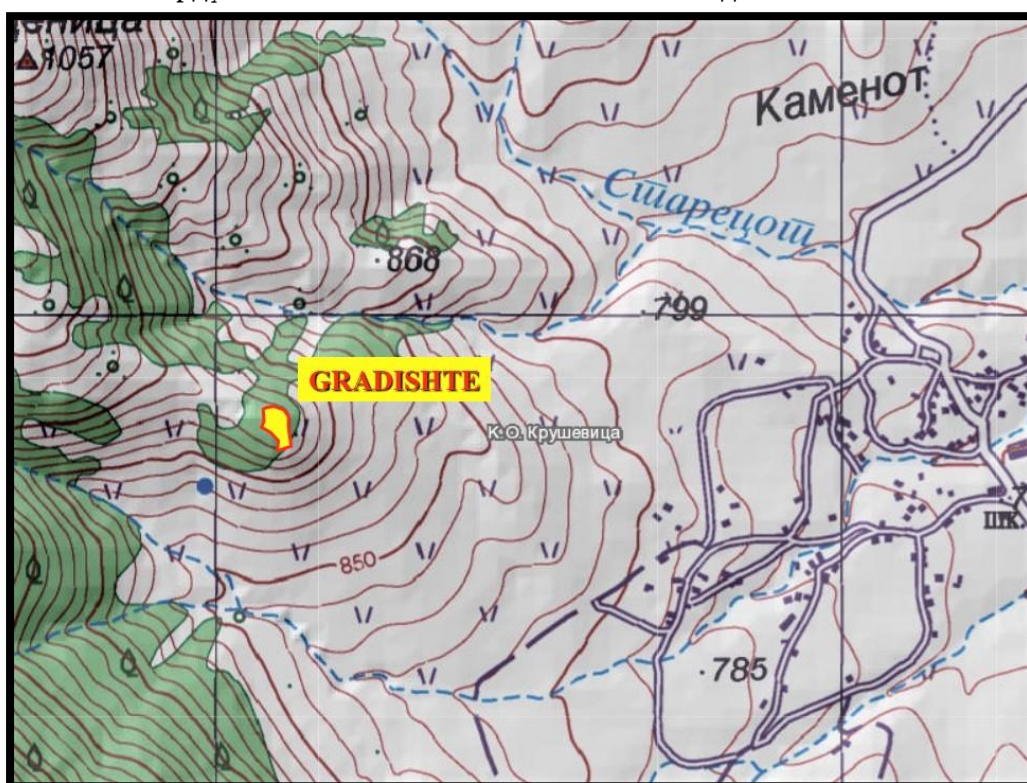 1057
Каменот
Старецот
868
799
GRADISHTE
К. О. Крушевица
850
785